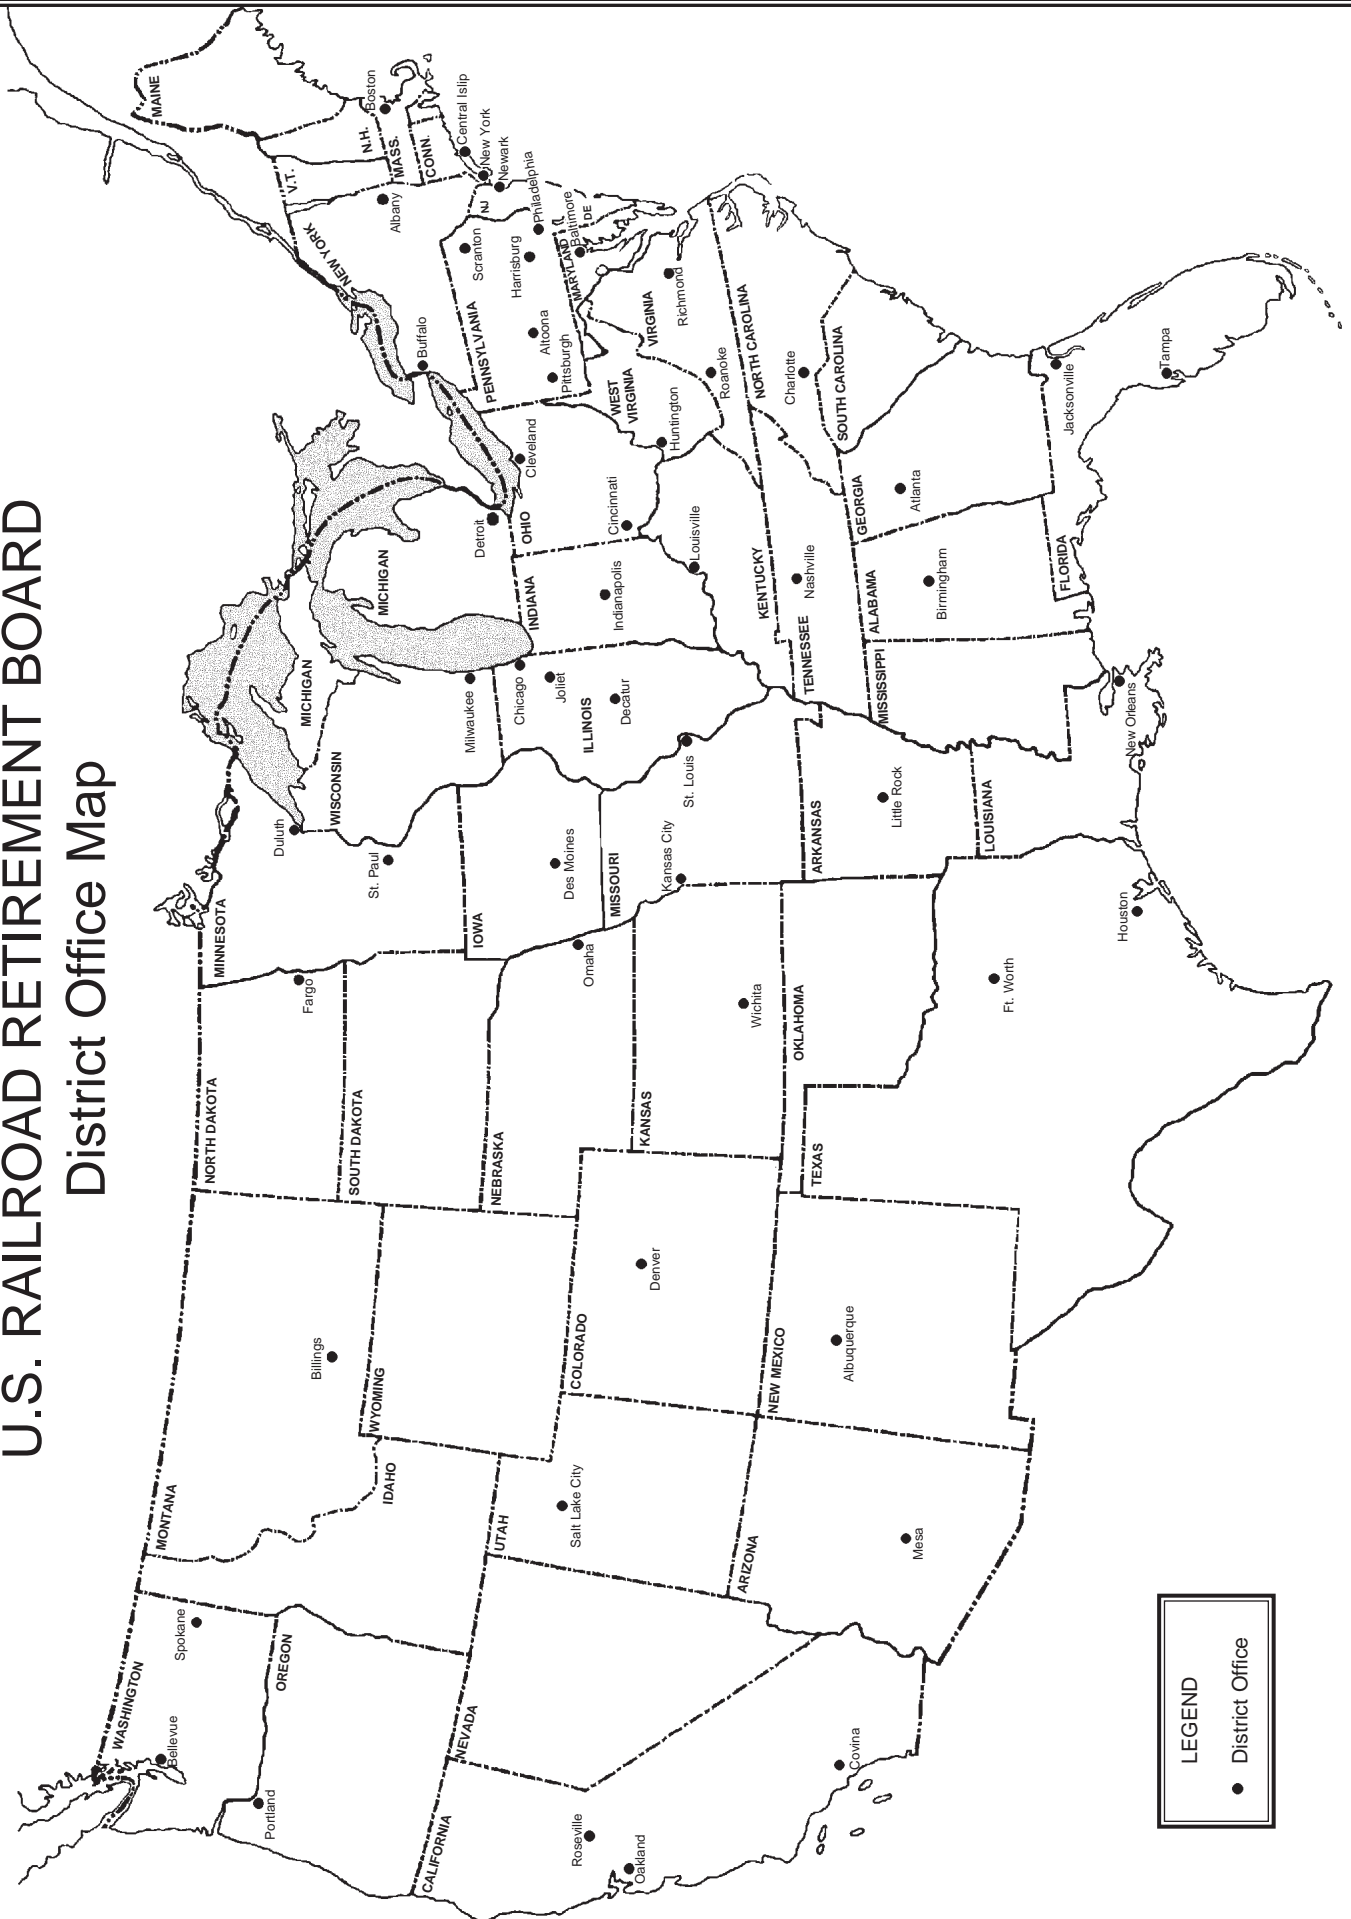 U.S. RAILROAD RETIREMENT BOARD
District Office Map
WASHINGTON
Bellevue
Spokane
OREGON
Portland
CALIFORNIA
Roseville
Oakland
Covina
NEVADA
IDAHO
MONTANA
Billings
WYOMING
UTAH
Salt Lake City
ARIZONA
Mesa
COLORADO
Denver
NEW MEXICO
Albuquerque
NORTH DAKOTA
Fargo
SOUTH DAKOTA
NEBRASKA
Omaha
KANSAS
Wichita
OKLAHOMA
TEXAS
Ft. Worth
Houston
MINNESOTA
Duluth
St. Paul
IOWA
Des Moines
MISSOURI
Kansas City
St. Louis
ARKANSAS
Little Rock
LOUISIANA
New Orleans
WISCONSIN
Milwaukee
MICHIGAN
MICHIGAN
Detroit
ILLINOIS
Chicago
Joliet
Decatur
INDIANA
Indianapolis
OHIO
Cleveland
Cincinnati
KENTUCKY
Louisville
TENNESSEE
Nashville
MISSISSIPPI
ALABAMA
Birmingham
GEORGIA
Atlanta
FLORIDA
Jacksonville
Tampa
SOUTH CAROLINA
NORTH CAROLINA
Charlotte
VIRGINIA
Richmond
Roanoke
WEST
VIRGINIA
Huntington
MARYLAND
Baltimore
DE
PENNSYLVANIA
Pittsburgh
Altoona
Harrisburg
Scranton
Philadelphia
NJ
Newark
NEW YORK
Buffalo
Albany
New York
Central Islip
CONN.
MASS.
Boston
V.T.
N.H.
MAINE
LEGEND
District Office